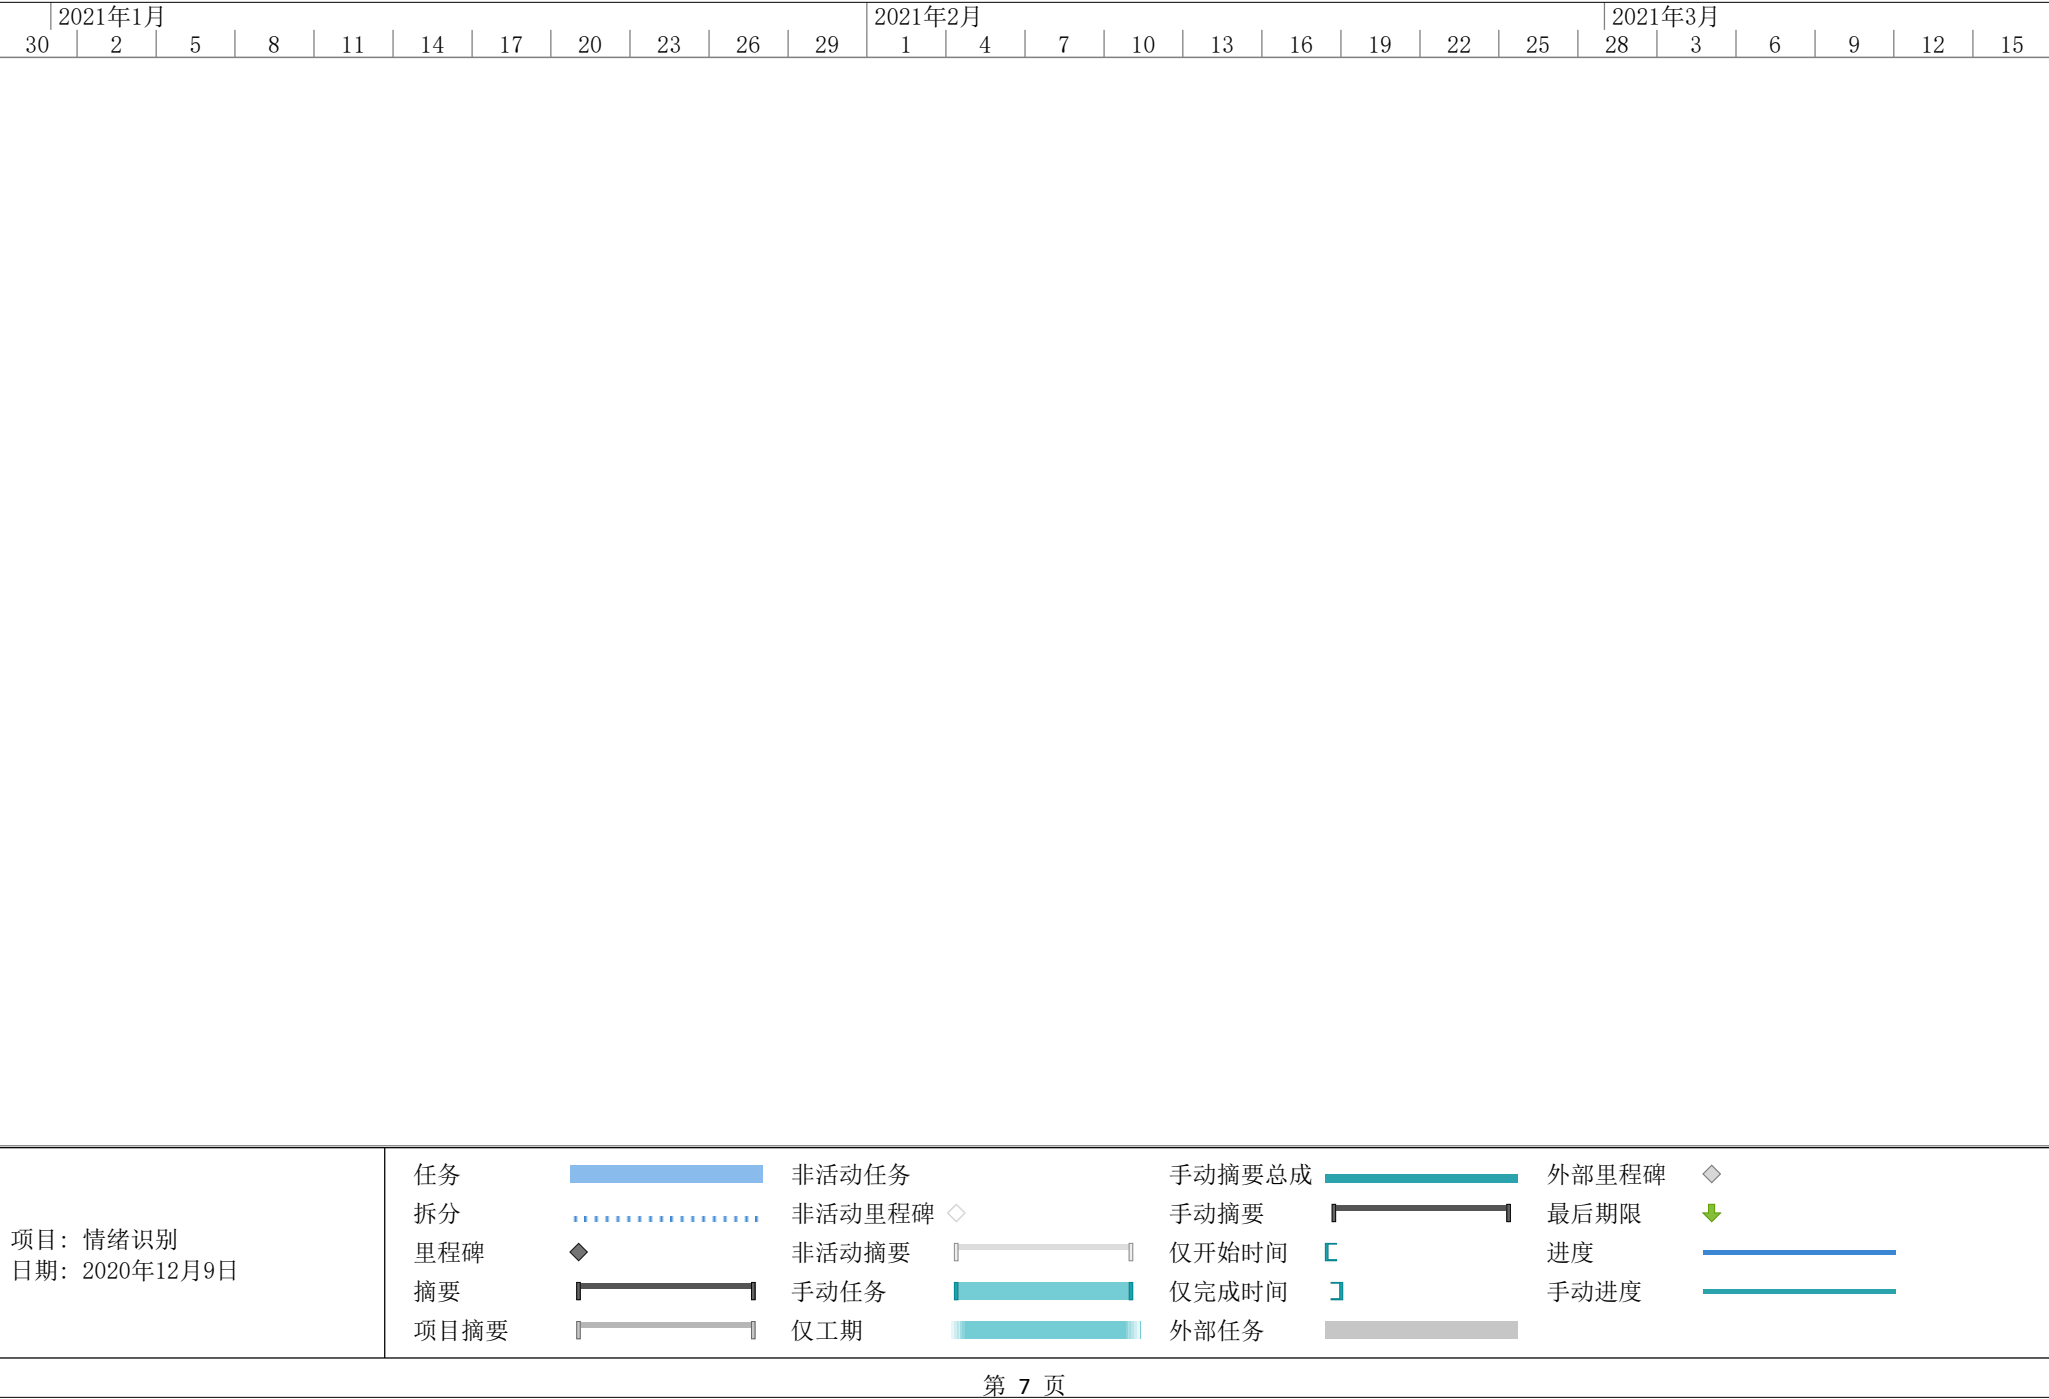 2021年1月 2021年2月 2021年3月
30 2 5 8 11 14 17 20 23 26 29 1 4 7 10 13 16 19 22 25 28 3 6 9 12 15
项目: 情绪识别
日期: 2020年12月9日
任务
拆分
里程碑
摘要
项目摘要
非活动任务
非活动里程碑
非活动摘要
手动任务
仅工期
手动摘要总成
手动摘要
仅开始时间
仅完成时间
外部任务
外部里程碑
最后期限
进度
手动进度
第 7 页